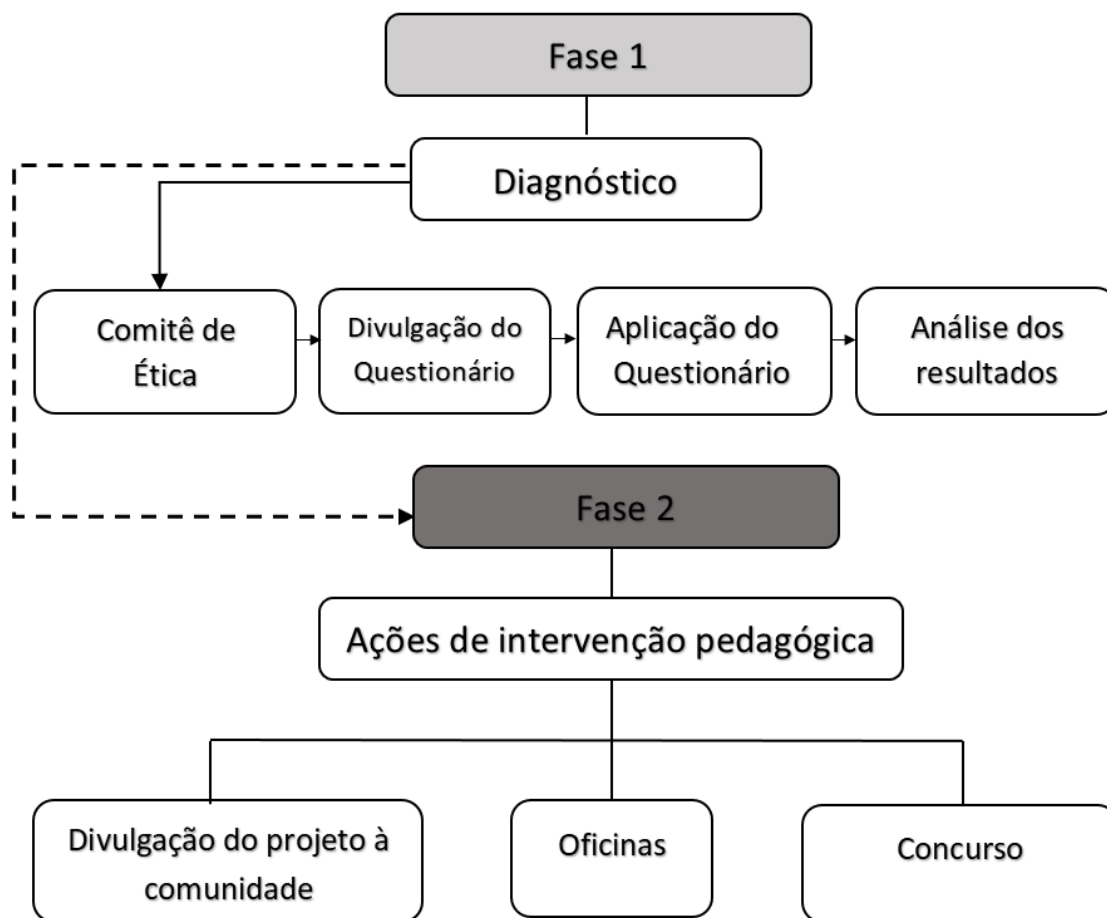 Fase 1
Diagnóstico
Comitê de
Ética
Divulgação do
Questionário
Aplicação do
Questionário
Análise dos
resultados
Fase 2
Ações de intervenção pedagógica
Divulgação do projeto à
comunidade
Oficinas
Concurso